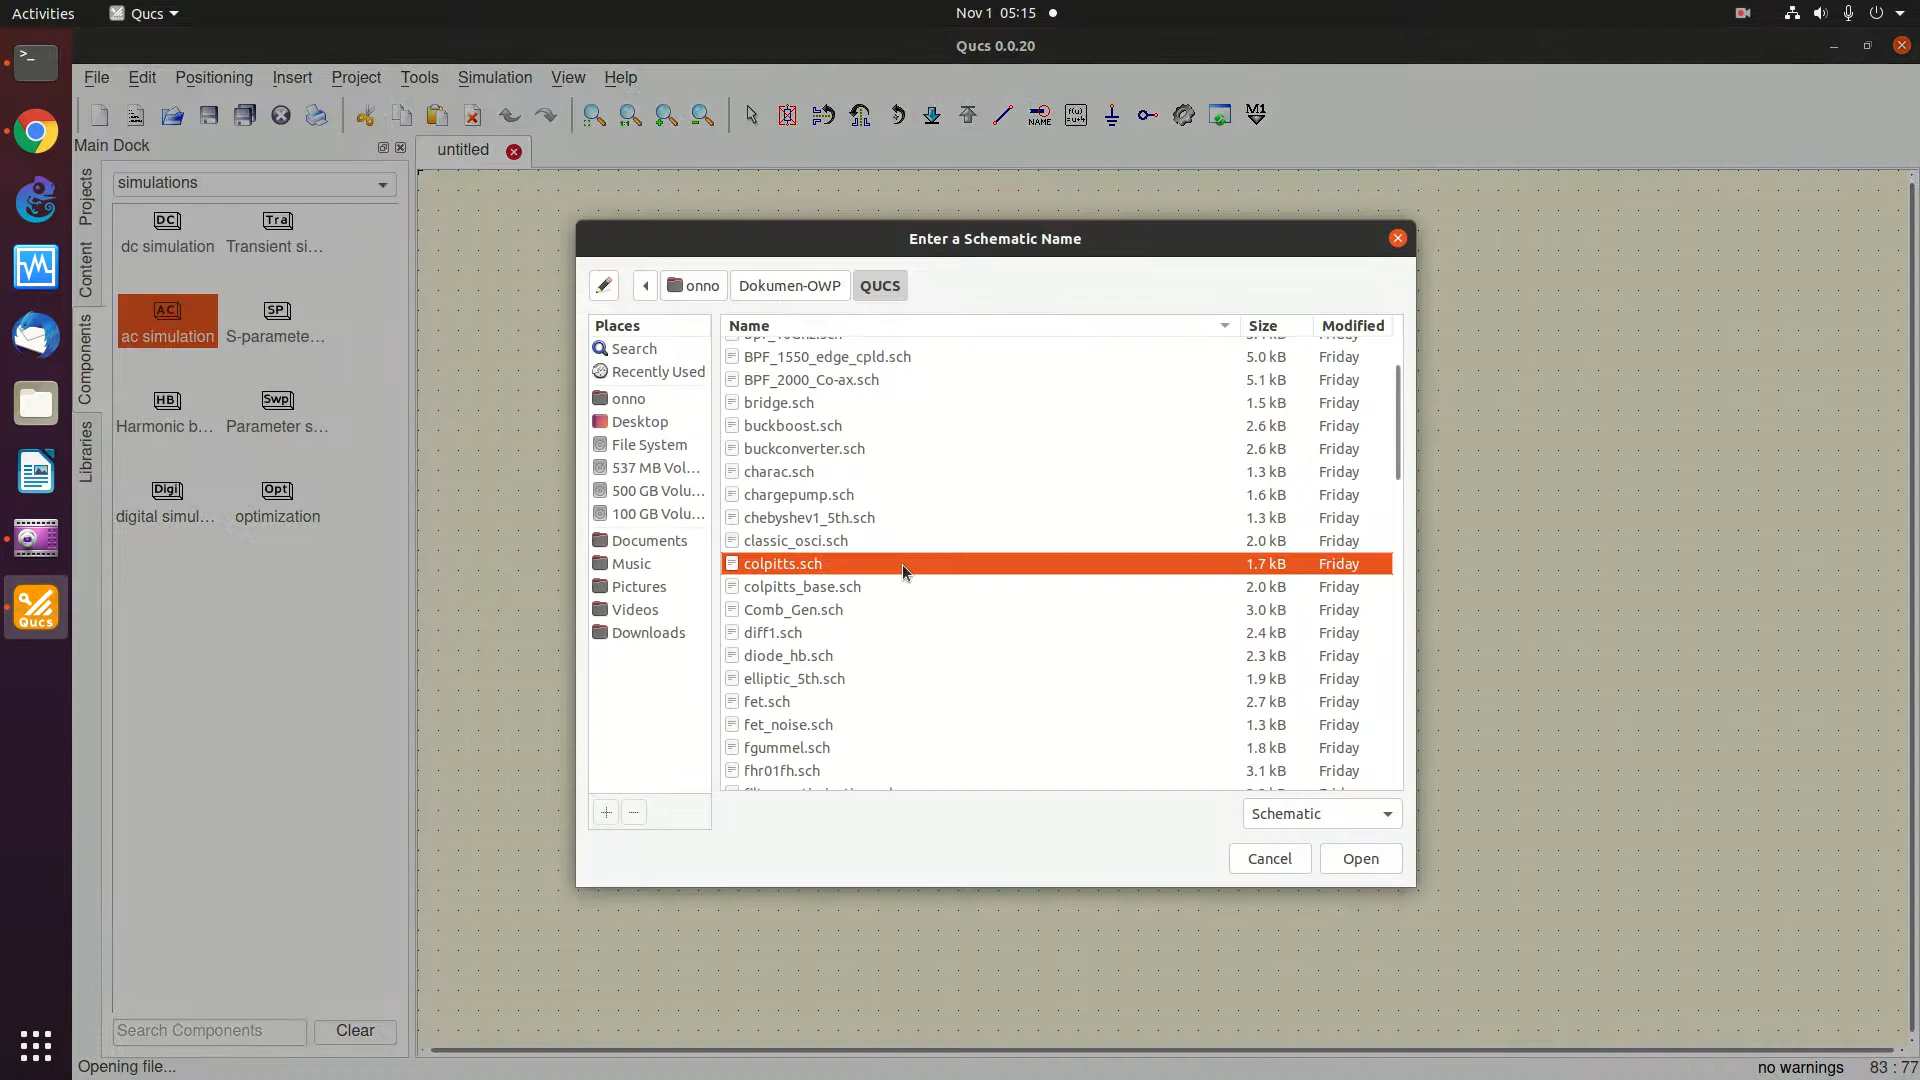 Activities
Qucs
Nov 1 05:15
Qucs 0.0.20
File Edit Positioning Insert Project Tools Simulation View Help
NAME
f(ω)
M1
Main Dock
untitled
Projects
Content
Components
Libraries
simulations
DC
dc simulation
Tra
Transient si...
AC
ac simulation
SP
S-paramete...
HB
Harmonic b...
Swp
Parameter s...
Digi
digital simul...
Opt
optimization
Search Components
Clear
Qucs
Enter a Schematic Name
onno
Dokumen-OWP
QUCS
Places
Search
Recently Used
onno
Desktop
File System
537 MB Vol...
500 GB Volu...
100 GB Volu...
Documents
Music
Pictures
Videos
Downloads
Name Size Modified
BPF_1550_edge_cpld.sch 5.0 kB Friday
BPF_2000_Co-ax.sch 5.1 kB Friday
bridge.sch 1.5 kB Friday
buckboost.sch 2.6 kB Friday
buckconverter.sch 2.6 kB Friday
charac.sch 1.3 kB Friday
chargepump.sch 1.6 kB Friday
chebyshev1_5th.sch 1.3 kB Friday
classic_osci.sch 2.0 kB Friday
colpitts.sch 1.7 kB Friday
colpitts_base.sch 2.0 kB Friday
Comb_Gen.sch 3.0 kB Friday
diff1.sch 2.4 kB Friday
diode_hb.sch 2.3 kB Friday
elliptic_5th.sch 1.9 kB Friday
fet.sch 2.7 kB Friday
fet_noise.sch 1.3 kB Friday
fgummel.sch 1.8 kB Friday
fhr01fh.sch 3.1 kB Friday
Schematic
Cancel
Open
Opening file...
no warnings
83 : 77